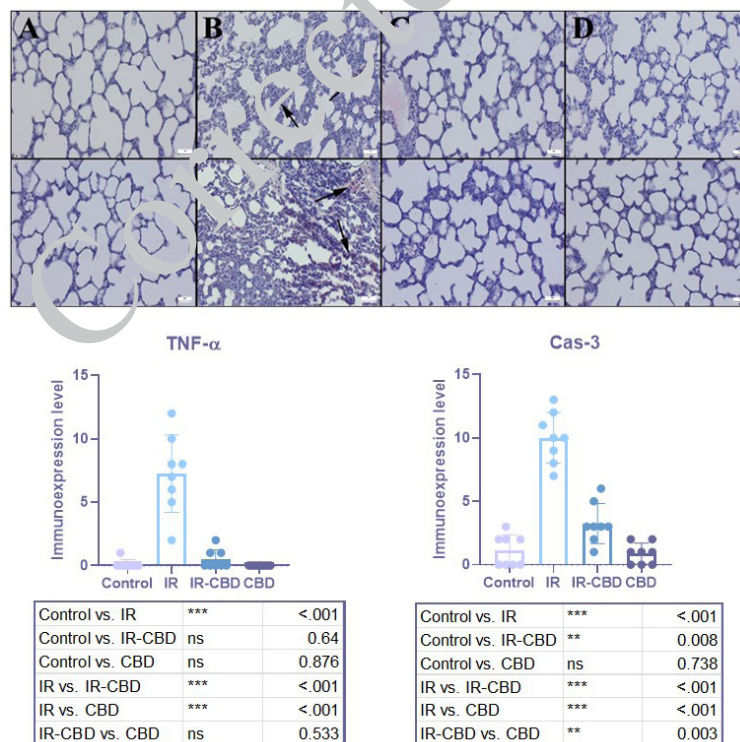 A B C D
Correcte
TNF-α
Immunoexpression level
15
10
5
0
Control IR IR-CBD CBD
Control vs. IR *** <.001
Control vs. IR-CBD ns 0.64
Control vs. CBD ns 0.876
IR vs. IR-CBD *** <.001
IR vs. CBD *** <.001
IR-CBD vs. CBD ns 0.533
Cas-3
Immunoexpression level
15
10
5
0
Control IR IR-CBD CBD
Control vs. IR *** <.001
Control vs. IR-CBD ** 0.008
Control vs. CBD ns 0.738
IR vs. IR-CBD *** <.001
IR vs. CBD *** <.001
IR-CBD vs. CBD ** 0.003